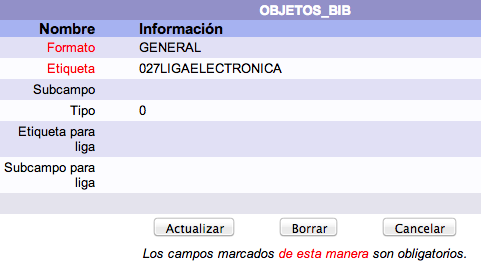 OBJETOS_BIB
Nombre Información
Formato GENERAL
Etiqueta 027LIGAELECTRONICA
Subcampo
Tipo 0
Etiqueta para
liga
Subcampo para
liga
Actualizar Borrar Cancelar
Los campos marcados de esta manera son obligatorios.